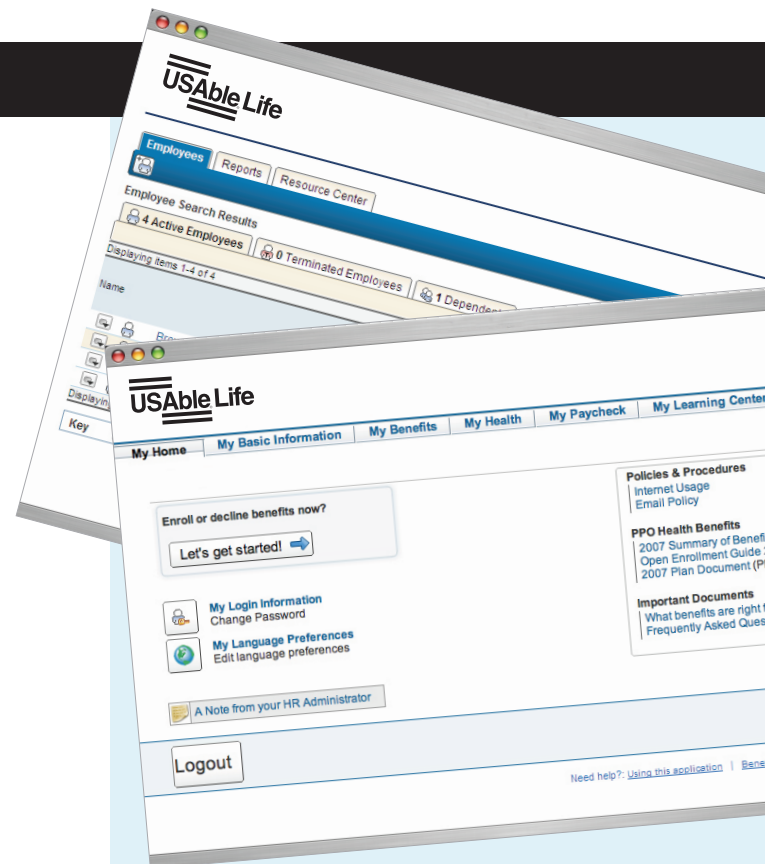 USAble Life
Employees
Reports
Resource Center
Employee Search Results
4 Active Employees
0 Terminated Employees
1
Displaying items 1-4 of 4
Name
Key
USAble Life
My Home
My Basic Information
My Benefits
My Health
My Paycheck
My Learning Center
Enroll or decline benefits now?
Let's get started!
My Login Information
Change Password
My Language Preferences
Edit language preferences
A Note from your HR Administrator
Policies & Procedures
Internet Usage
Email Policy
PPO Health Benefits
2007 Summary of
Open Enrollment Guide
2007 Plan Document
Important Documents
What benefits are right
Frequently Asked
Logout
Need help?: Using this application |